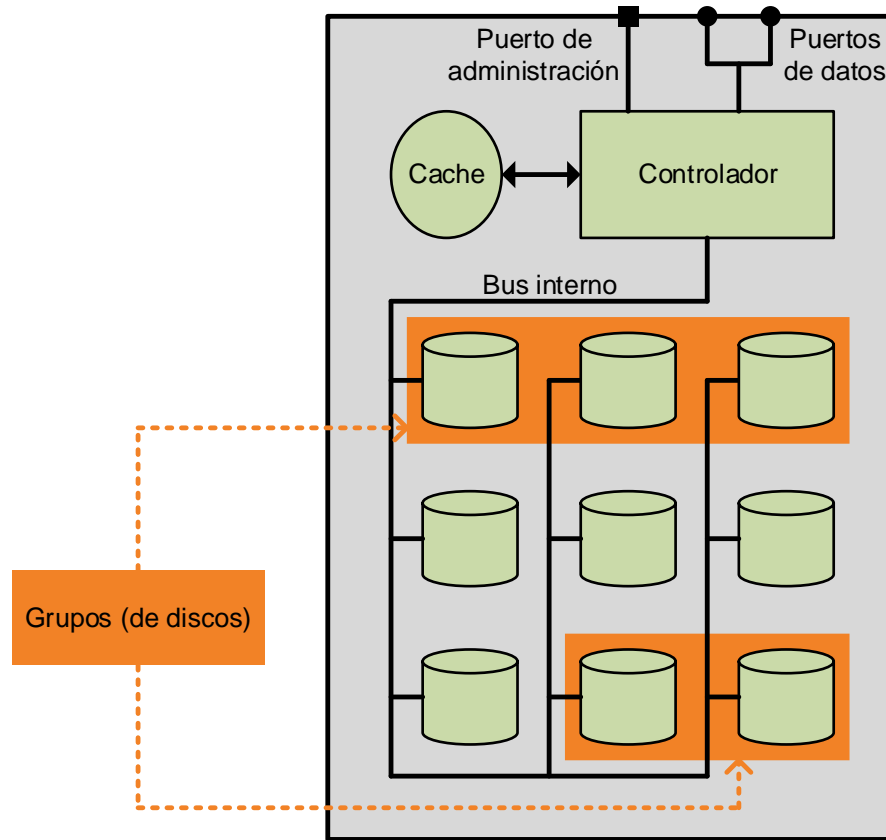 Puerto de
administración
Puertos
de datos
Cache
Controlador
Bus interno
Grupos (de discos)